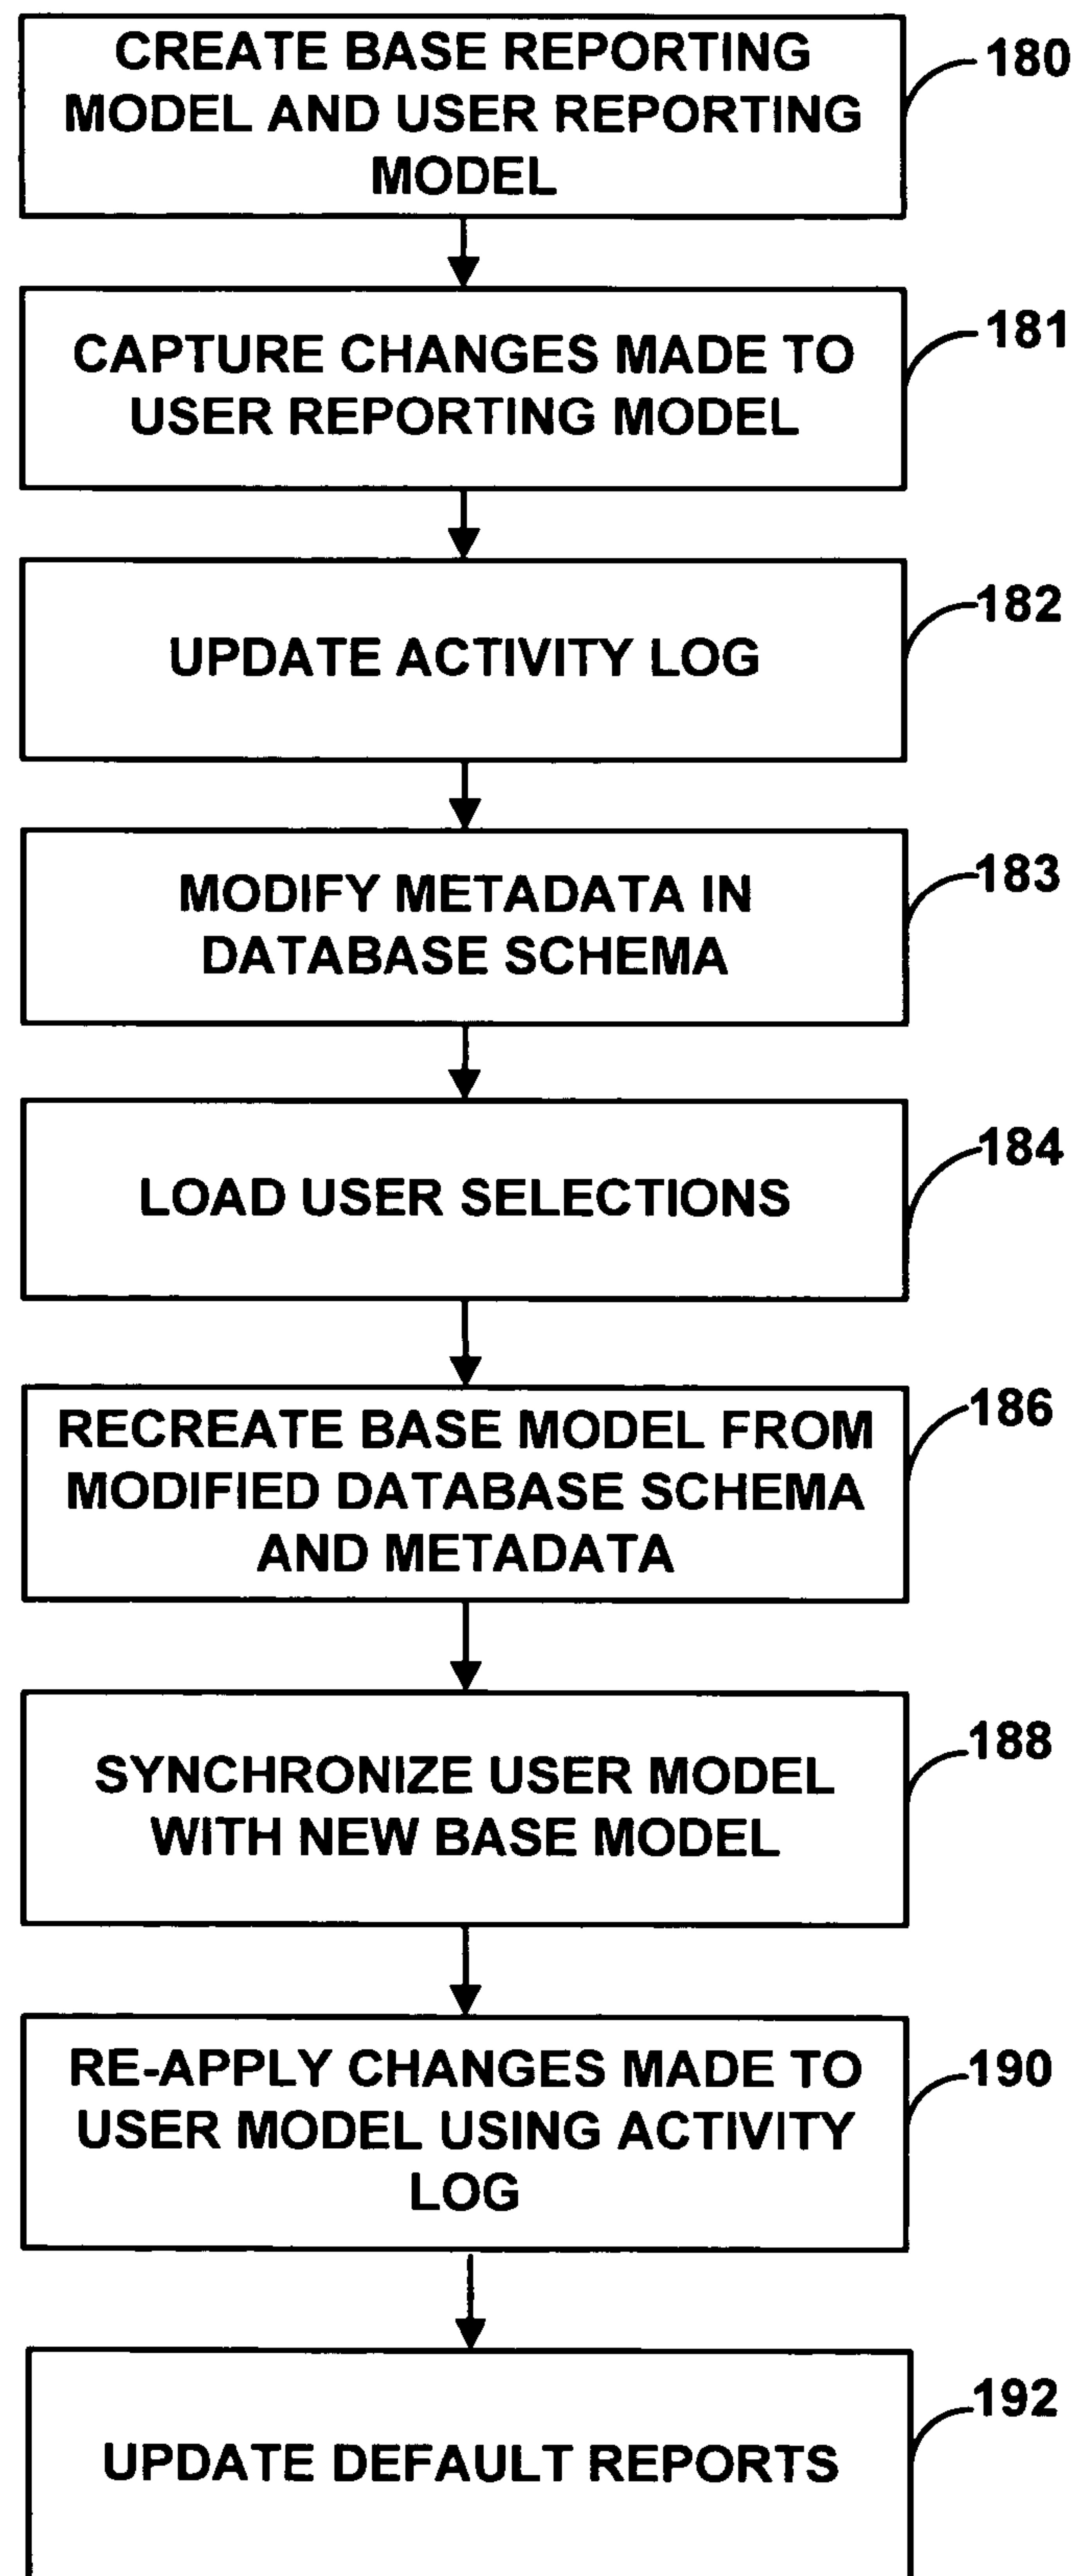 CREATE BASE REPORTING
MODEL AND USER REPORTING
MODEL
180
CAPTURE CHANGES MADE TO
USER REPORTING MODEL
181
UPDATE ACTIVITY LOG
182
MODIFY METADATA IN
DATABASE SCHEMA
183
LOAD USER SELECTIONS
184
RECREATE BASE MODEL FROM
MODIFIED DATABASE SCHEMA
AND METADATA
186
SYNCHRONIZE USER MODEL
WITH NEW BASE MODEL
188
RE-APPLY CHANGES MADE TO
USER MODEL USING ACTIVITY
LOG
190
UPDATE DEFAULT REPORTS
192